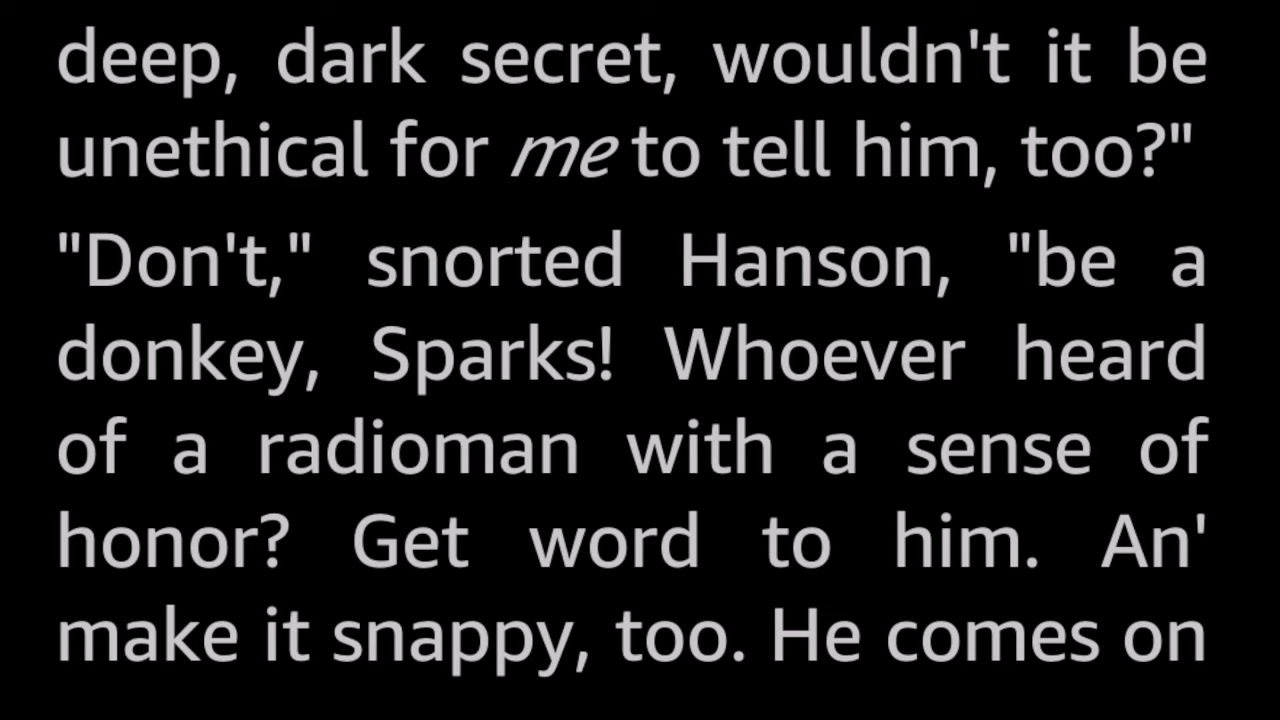 deep, dark secret, wouldn't it be
unethical for me to tell him, too?"
"Don't," snorted Hanson, "be a
donkey, Sparks! Whoever heard
of a radioman with a sense of
honor? Get word to him. An'
make it snappy, too. He comes on